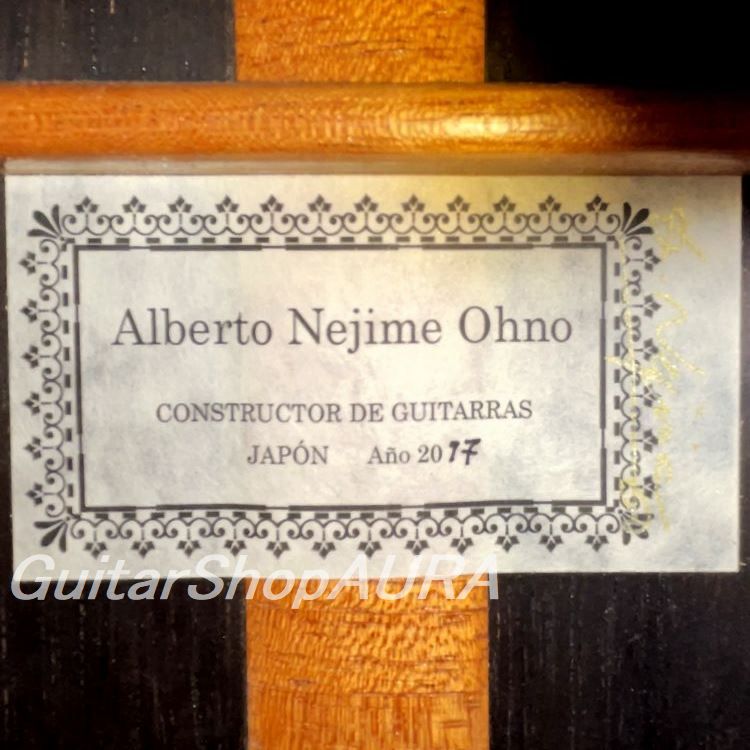 Alberto Nejime Ohno
CONSTRUCTOR DE GUITARRAS
JAPÓN Año 2017
GuitarShopAURA